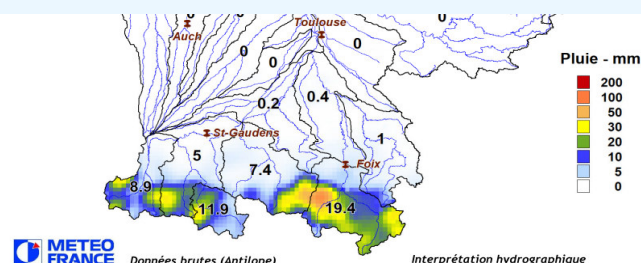 0
0
Toulouse
Auch
0
0
0
Pluie - mm
200
100
50
30
20
10
5
0
0.2
0.4
St-Gaudens
1
5
7.4
Foix
8.9
11.9
19.4
METEO
FRANCE
Données brutes (Antilope)
Interprétation hydrographique